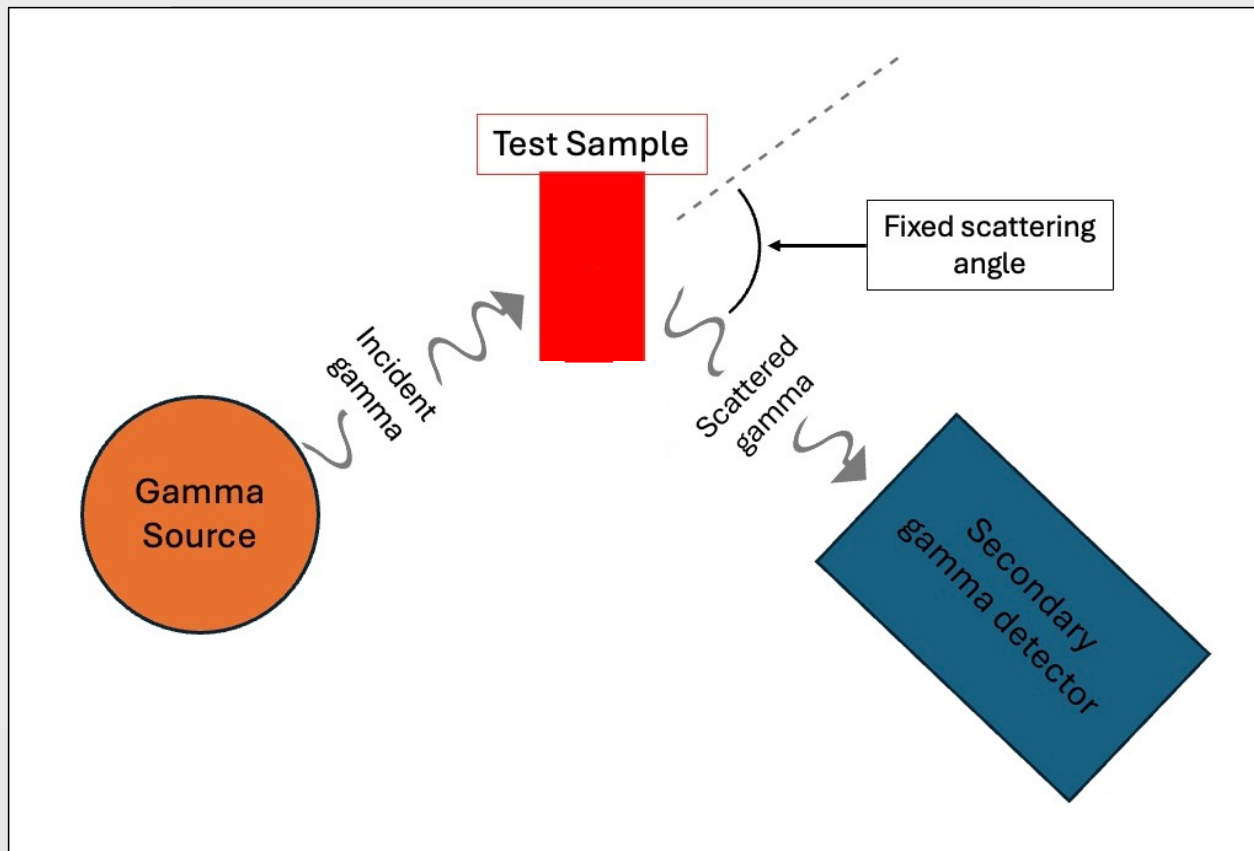 Test Sample
Fixed scattering
angle
Incident
gamma
Scattered
gamma
Gamma
Source
Secondary
gamma detector